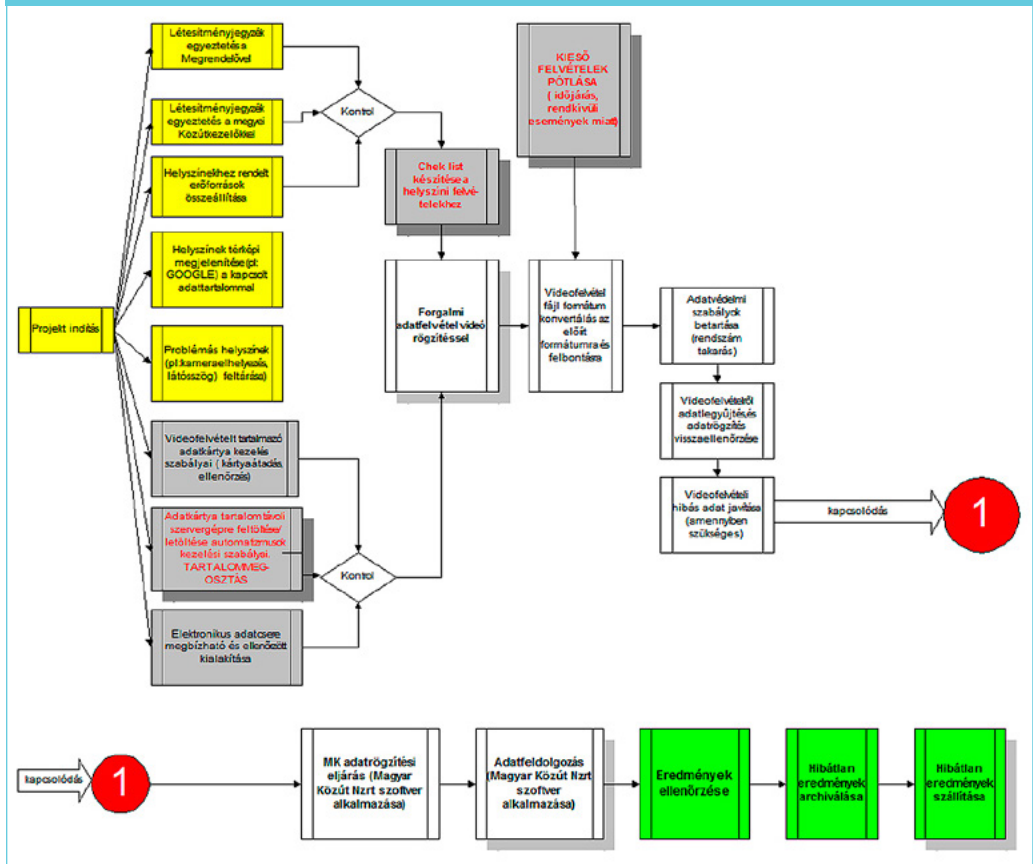 Létesítményjegyzék
egyeztetés a
Megrendelővel
Létesítményjegyzék
egyeztetés a megyei
Közútkezelőkkel
Helyszínekhez rendelt
erőforrások
összeállítása
Helyszínek térképi
megjelenítése(pl:
GOOGLE) a kapcsolt
adattartalommal
Projekt indítás
Problémás helyszínek
(pl:kameraelhelyezés,
látószög) feltárása)
Videofelvételt tartalmazó
adatkártya kezelés
szabályai ( kártyaátadás,
ellenőrzés)
Adatkártya tartalomtávoli
szervergépre feltöltése/
letöltése automatizmusok
kezelési szabályai.
TARTALOMMEG-
OSZTÁS
Elektronikus adatcsere
megbízható és ellenőrzött
kialakítása
Kontrol
Kontrol
Chek list
készítése a
helyszíni felvé-
telekhez
KIESŐ
FELVÉTELEK
PÓTLÁSA
( időjárás,
rendkívüli
események miatt)
Forgalmi
adatfelvétel videó
rögzítéssel
Videofelvétel
fájl formátum
konvertálás az
előírt
formátumra és
felbontásra
Adatvédelmi
szabályok
betartása
(rendszám
takarás)
Videofelvételről
adatlegyűjtés,és
adatrögzítés
visszaellenőrzése
Videofelvételi
hibás adat javítása
(amennyben
szükséges)
kapcsolódás
1
kapcsolódás
1
MK adatrögzítési
eljárás (Magyar
Közút Nzrt szoftver
alkalmazása)
Adatfeldolgozás
(Magyar Közút Nzrt
szoftver
alkalmazása)
Eredmények
ellenőrzése
Hibátlan
eredmények
archiválása
Hibátlan
eredmények
szállítása